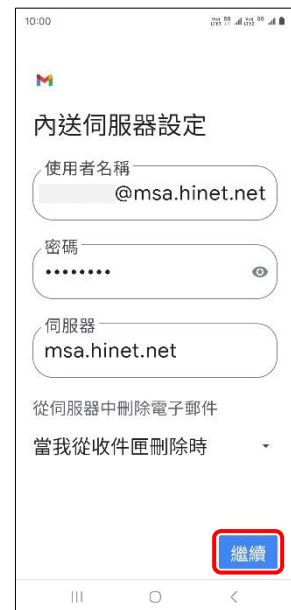 10:00
內送伺服器設定
使用者名稱
@msa.hinet.net
密碼
••••••••
伺服器
msa.hinet.net
從伺服器中刪除電子郵件
當我從收件匣刪除時
繼續